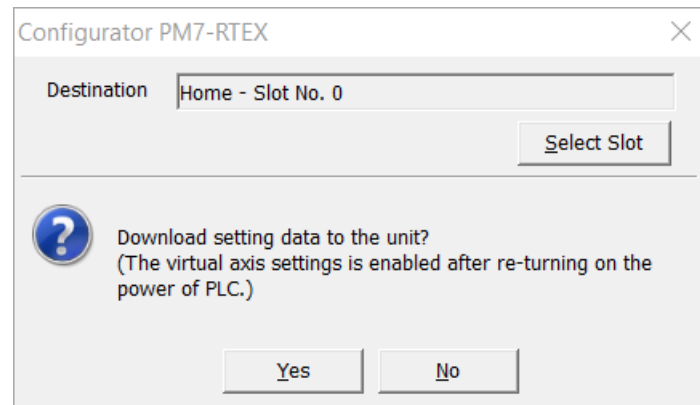 Configurator PM7-RTEX
Destination
Home - Slot No. 0
Select Slot
Download setting data to the unit?
(The virtual axis settings is enabled after re-turning on the
power of PLC.)
Yes
No